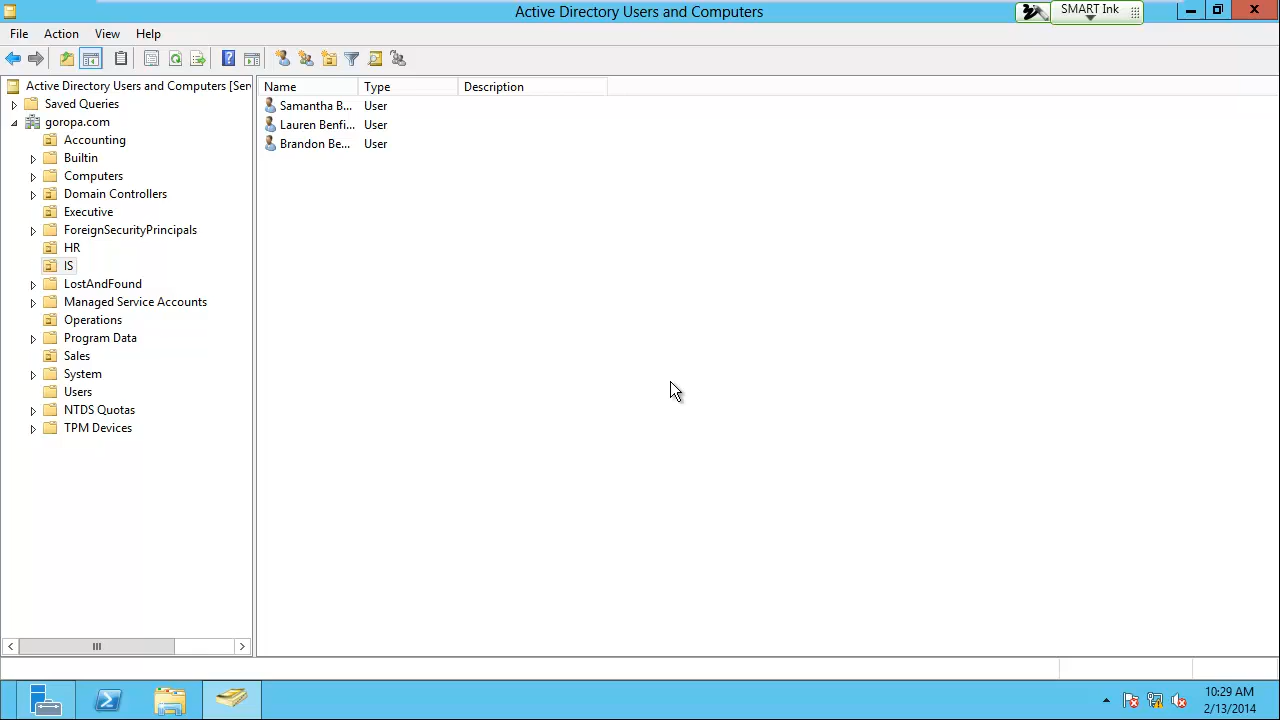 Active Directory Users and Computers
SMART Ink
File Action View Help
Active Directory Users and Computers [Ser
Saved Queries
goropa.com
Accounting
Builtin
Computers
Domain Controllers
Executive
ForeignSecurityPrincipals
HR
IS
LostAndFound
Managed Service Accounts
Operations
Program Data
Sales
System
Users
NTDS Quotas
TPM Devices
Name Type Description
Samantha B... User
Lauren Benfi... User
Brandon Be... User
10:29 AM
2/13/2014